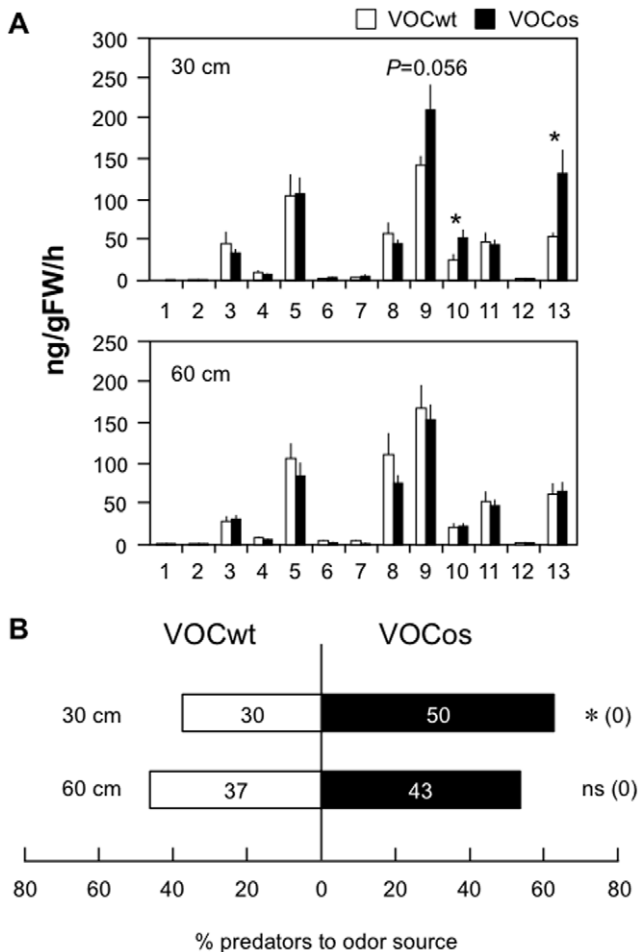 A
VOCwt VOCos
ng/gFW/h
300
250
200
150
100
50
0
30 cm
P=0.056
*
*
1 2 3 4 5 6 7 8 9 10 11 12 13
250
200
150
100
50
0
60 cm
1 2 3 4 5 6 7 8 9 10 11 12 13
B
VOCwt VOCos
30 cm 30 50 * (0)
60 cm 37 43 ns (0)
80 60 40 20 0 20 40 60 80
% predators to odor source